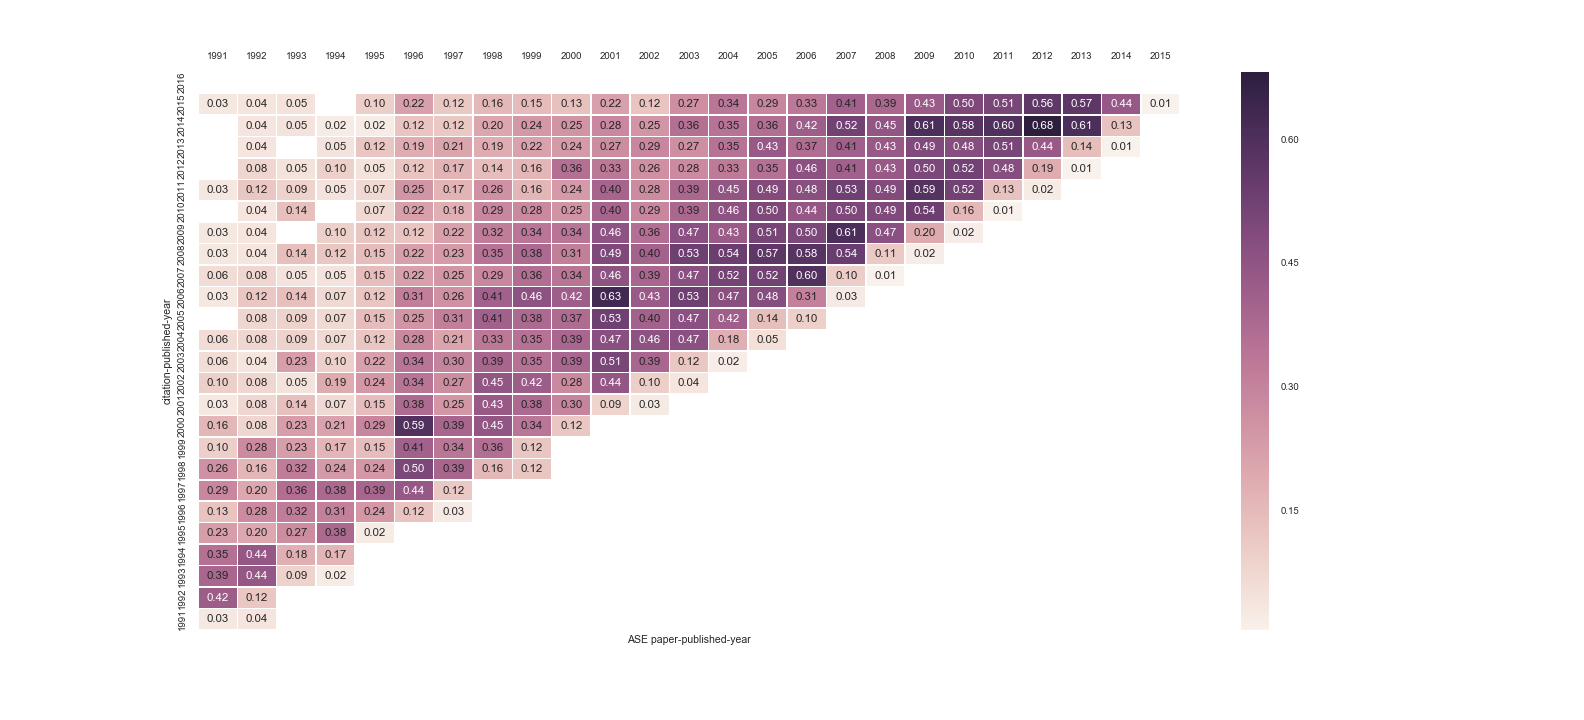 1991 1992 1993 1994 1995 1996 1997 1998 1999 2000 2001 2002 2003 2004 2005 2006 2007 2008 2009 2010 2011 2012 2013 2014 2015
2016
2015 0.03 0.04 0.05 0.10 0.22 0.12 0.16 0.15 0.13 0.22 0.12 0.27 0.34 0.29 0.33 0.41 0.39 0.43 0.50 0.51 0.56 0.57 0.44 0.01
2014 0.04 0.05 0.02 0.02 0.12 0.12 0.20 0.24 0.25 0.28 0.25 0.36 0.35 0.36 0.42 0.52 0.45 0.61 0.58 0.60 0.68 0.61 0.13
2013 0.04 0.05 0.12 0.19 0.21 0.19 0.22 0.24 0.27 0.29 0.27 0.35 0.43 0.37 0.41 0.43 0.49 0.48 0.51 0.44 0.14 0.01
2012 0.08 0.05 0.10 0.05 0.12 0.17 0.14 0.16 0.36 0.33 0.26 0.28 0.33 0.35 0.46 0.41 0.43 0.50 0.52 0.48 0.19 0.01
2011 0.03 0.12 0.09 0.05 0.07 0.25 0.17 0.26 0.16 0.24 0.40 0.28 0.39 0.45 0.49 0.48 0.53 0.49 0.59 0.52 0.13 0.02
2010 0.04 0.14 0.07 0.22 0.18 0.29 0.28 0.25 0.40 0.29 0.39 0.46 0.50 0.44 0.50 0.49 0.54 0.16 0.01
2009 0.03 0.04 0.10 0.12 0.12 0.22 0.32 0.34 0.34 0.46 0.36 0.47 0.43 0.51 0.50 0.61 0.47 0.20 0.02
2008 0.03 0.04 0.14 0.12 0.15 0.22 0.23 0.35 0.38 0.31 0.49 0.40 0.53 0.54 0.57 0.58 0.54 0.11 0.02
2007 0.06 0.08 0.05 0.05 0.15 0.22 0.25 0.29 0.36 0.34 0.46 0.39 0.47 0.52 0.52 0.60 0.10 0.01
2006 0.03 0.12 0.14 0.07 0.12 0.31 0.26 0.41 0.46 0.42 0.63 0.43 0.53 0.47 0.48 0.31 0.03
2005 0.08 0.09 0.07 0.15 0.25 0.31 0.41 0.38 0.37 0.53 0.40 0.47 0.42 0.14 0.10
2004 0.06 0.08 0.09 0.07 0.12 0.28 0.21 0.33 0.35 0.39 0.47 0.46 0.47 0.18 0.05
2003 0.06 0.04 0.23 0.10 0.22 0.34 0.30 0.39 0.35 0.39 0.51 0.39 0.12 0.02
2002 0.10 0.08 0.05 0.19 0.24 0.34 0.27 0.45 0.42 0.28 0.44 0.10 0.04
2001 0.03 0.08 0.14 0.07 0.15 0.38 0.25 0.43 0.38 0.30 0.09 0.03
2000 0.16 0.08 0.23 0.21 0.29 0.59 0.39 0.45 0.34 0.12
1999 0.10 0.28 0.23 0.17 0.15 0.41 0.34 0.36 0.12
1998 0.26 0.16 0.32 0.24 0.24 0.50 0.39 0.16 0.12
1997 0.29 0.20 0.36 0.38 0.39 0.44 0.12
1996 0.13 0.28 0.32 0.31 0.24 0.12 0.03
1995 0.23 0.20 0.27 0.38 0.02
1994 0.35 0.44 0.18 0.17
1993 0.39 0.44 0.09 0.02
1992 0.42 0.12
1991 0.03 0.04
citation-published-year
ASE paper-published-year
0.60
0.45
0.30
0.15